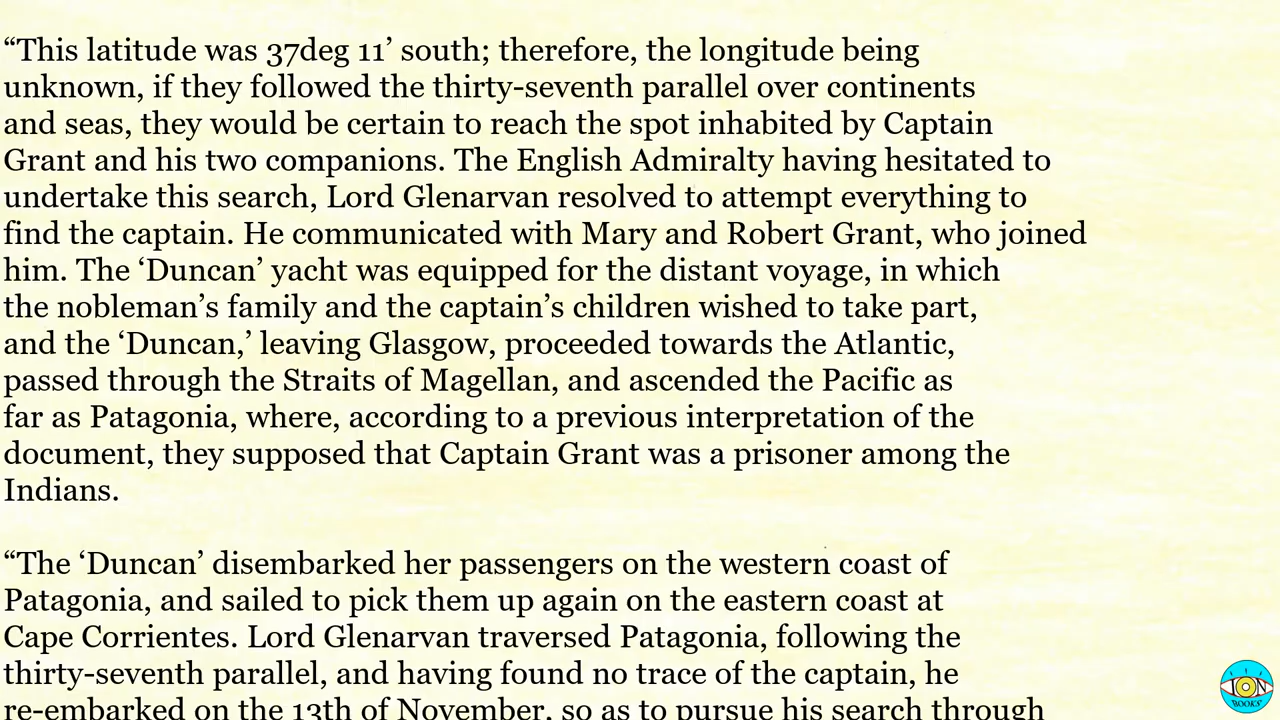 “This latitude was 37deg 11’ south; therefore, the longitude being
unknown, if they followed the thirty-seventh parallel over continents
and seas, they would be certain to reach the spot inhabited by Captain
Grant and his two companions. The English Admiralty having hesitated to
undertake this search, Lord Glenarvan resolved to attempt everything to
find the captain. He communicated with Mary and Robert Grant, who joined
him. The ‘Duncan’ yacht was equipped for the distant voyage, in which
the nobleman’s family and the captain’s children wished to take part,
and the ‘Duncan,’ leaving Glasgow, proceeded towards the Atlantic,
passed through the Straits of Magellan, and ascended the Pacific as
far as Patagonia, where, according to a previous interpretation of the
document, they supposed that Captain Grant was a prisoner among the
Indians.
“The ‘Duncan’ disembarked her passengers on the western coast of
Patagonia, and sailed to pick them up again on the eastern coast at
Cape Corrientes. Lord Glenarvan traversed Patagonia, following the
thirty-seventh parallel, and having found no trace of the captain, he
re-embarked on the 13th of November, so as to pursue his search through
ION
BOOKS